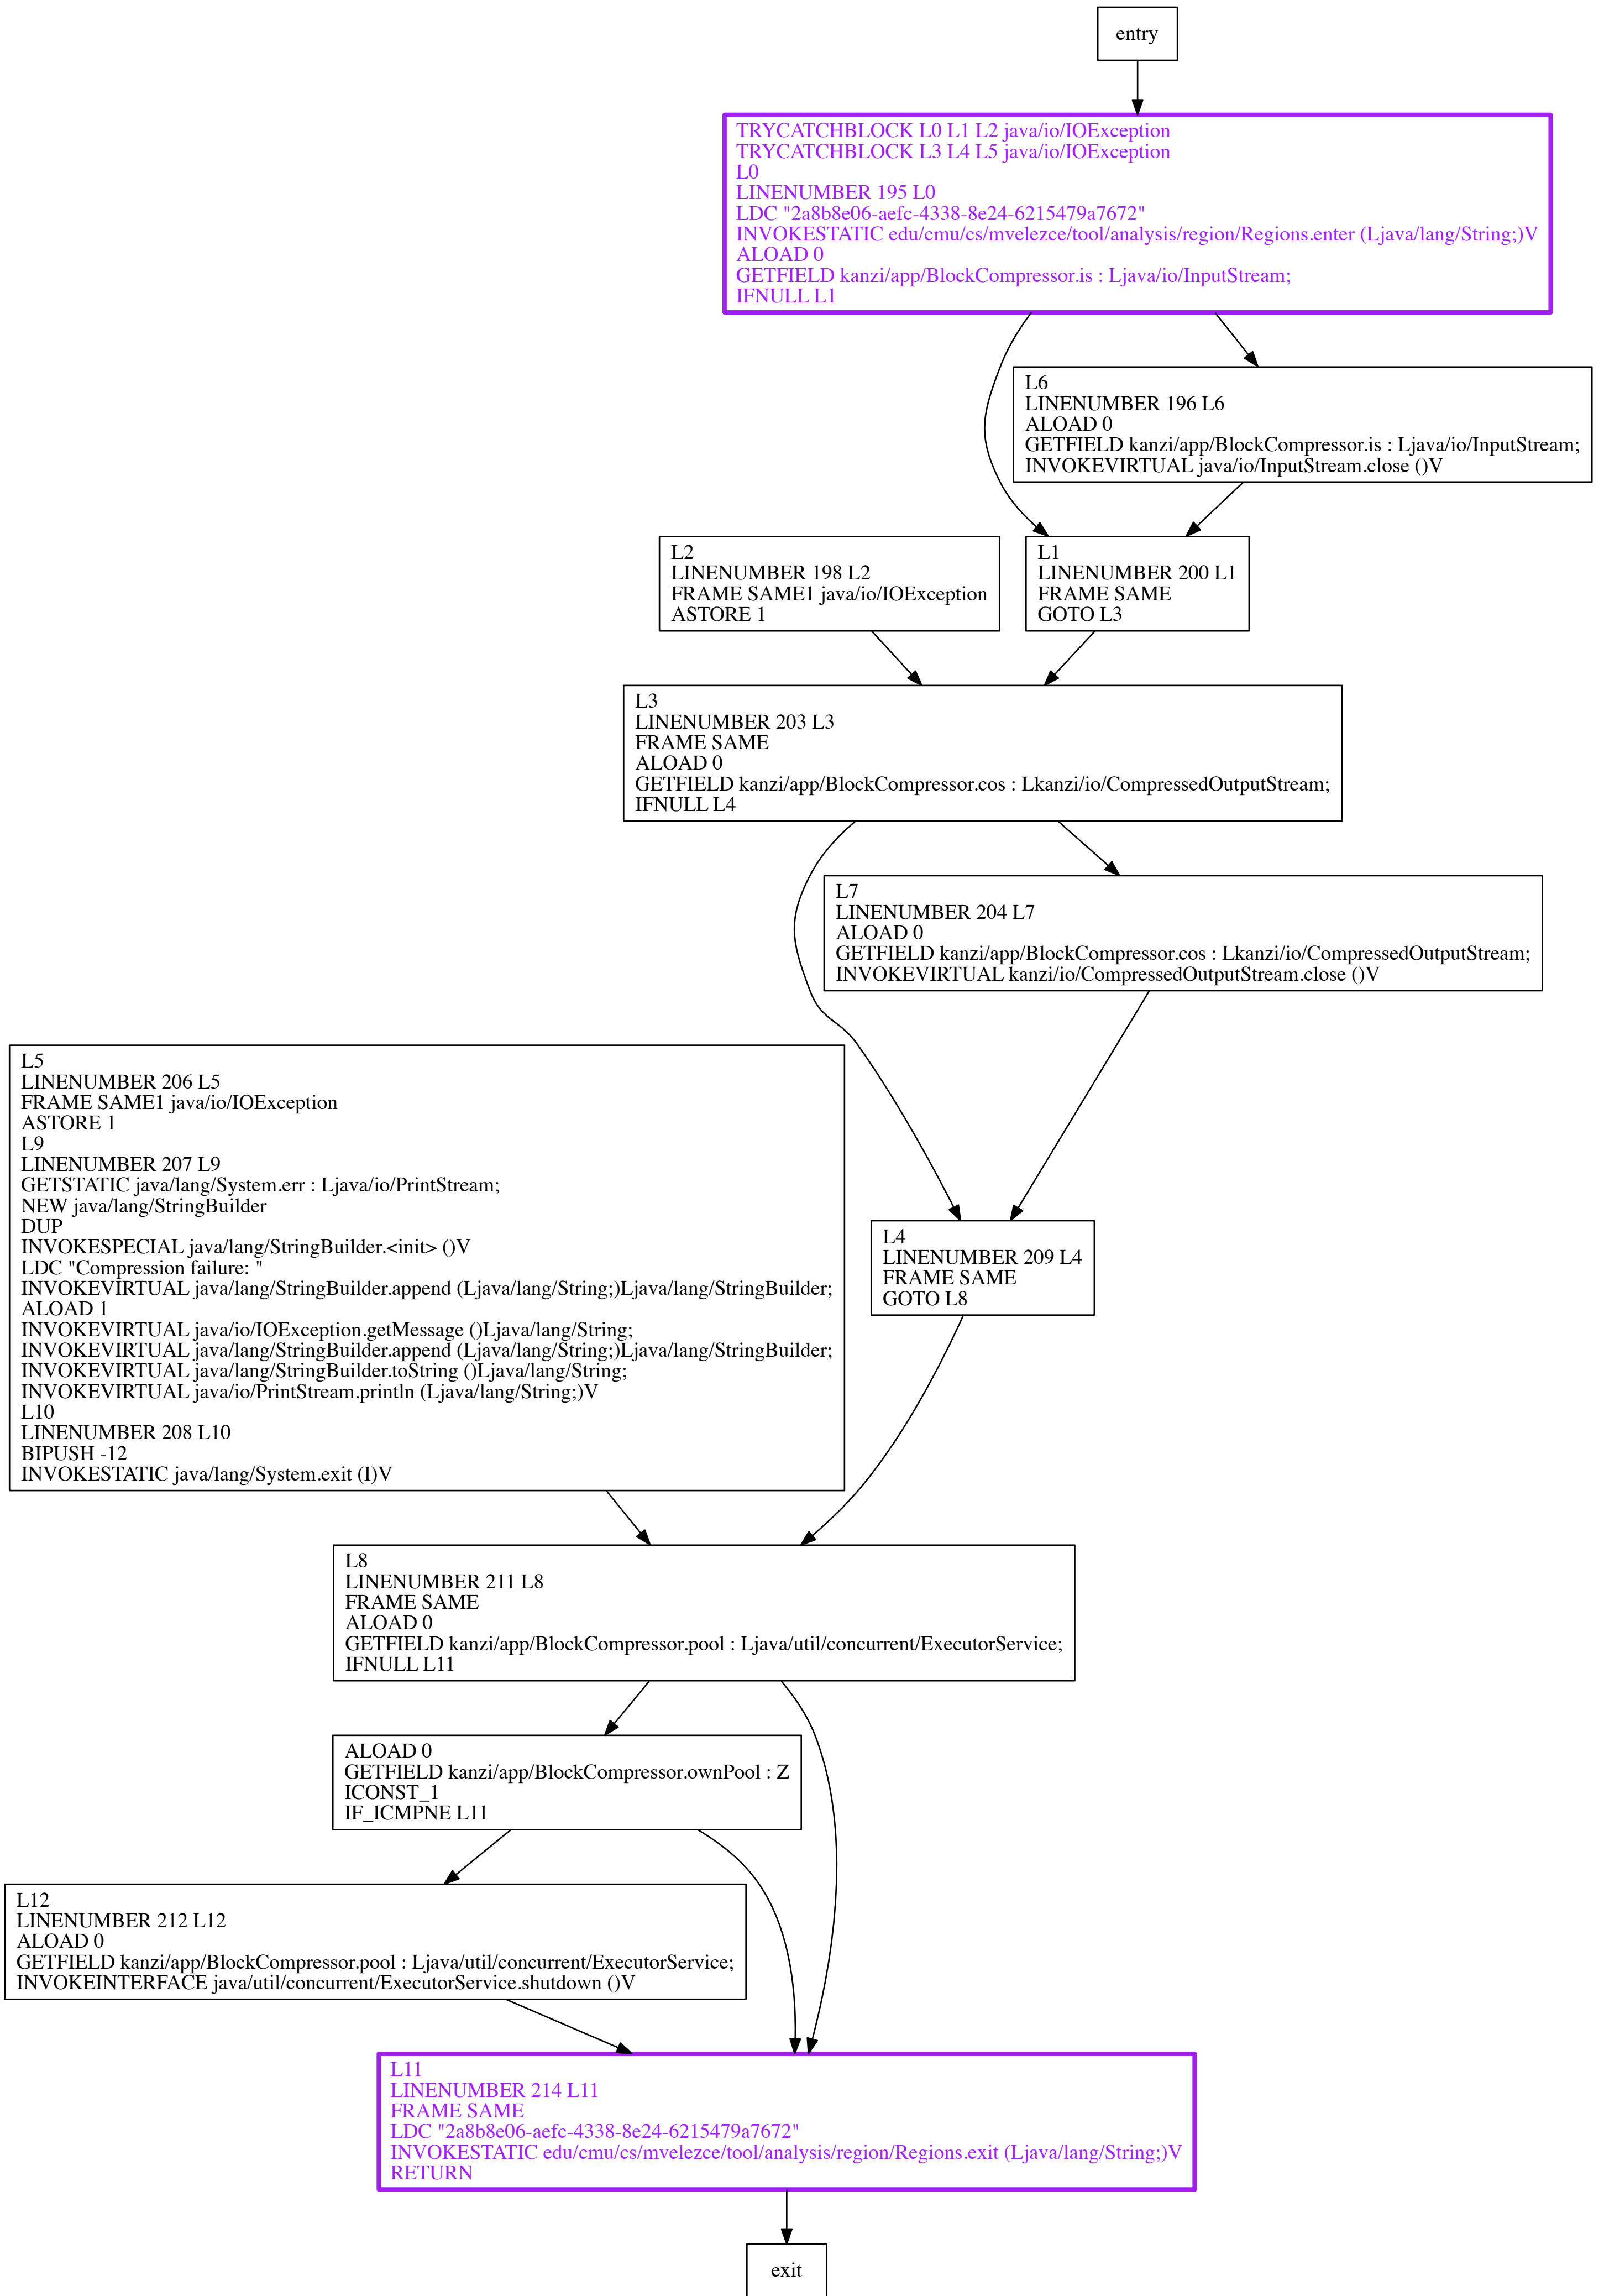 entry
TRYCATCHBLOCK L0 L1 L2 java/io/IOException
TRYCATCHBLOCK L3 L4 L5 java/io/IOException
L0
LINENUMBER 195 L0
LDC "2a8b8e06-aefc-4338-8e24-6215479a7672"
INVOKESTATIC edu/cmu/cs/mvelezce/tool/analysis/region/Regions.enter (Ljava/lang/String;)V
ALOAD 0
GETFIELD kanzi/app/BlockCompressor.is : Ljava/io/InputStream;
IFNULL L1
L6
LINENUMBER 196 L6
ALOAD 0
GETFIELD kanzi/app/BlockCompressor.is : Ljava/io/InputStream;
INVOKEVIRTUAL java/io/InputStream.close ()V
L2
LINENUMBER 198 L2
FRAME SAME1 java/io/IOException
ASTORE 1
L1
LINENUMBER 200 L1
FRAME SAME
GOTO L3
L3
LINENUMBER 203 L3
FRAME SAME
ALOAD 0
GETFIELD kanzi/app/BlockCompressor.cos : Lkanzi/io/CompressedOutputStream;
IFNULL L4
L7
LINENUMBER 204 L7
ALOAD 0
GETFIELD kanzi/app/BlockCompressor.cos : Lkanzi/io/CompressedOutputStream;
INVOKEVIRTUAL kanzi/io/CompressedOutputStream.close ()V
L5
LINENUMBER 206 L5
FRAME SAME1 java/io/IOException
ASTORE 1
L9
LINENUMBER 207 L9
GETSTATIC java/lang/System.err : Ljava/io/PrintStream;
NEW java/lang/StringBuilder
DUP
INVOKESPECIAL java/lang/StringBuilder.<init> ()V
LDC "Compression failure: "
INVOKEVIRTUAL java/lang/StringBuilder.append (Ljava/lang/String;)Ljava/lang/StringBuilder;
ALOAD 1
INVOKEVIRTUAL java/io/IOException.getMessage ()Ljava/lang/String;
INVOKEVIRTUAL java/lang/StringBuilder.append (Ljava/lang/String;)Ljava/lang/StringBuilder;
INVOKEVIRTUAL java/lang/StringBuilder.toString ()Ljava/lang/String;
INVOKEVIRTUAL java/io/PrintStream.println (Ljava/lang/String;)V
L10
LINENUMBER 208 L10
BIPUSH -12
INVOKESTATIC java/lang/System.exit (I)V
L4
LINENUMBER 209 L4
FRAME SAME
GOTO L8
L8
LINENUMBER 211 L8
FRAME SAME
ALOAD 0
GETFIELD kanzi/app/BlockCompressor.pool : Ljava/util/concurrent/ExecutorService;
IFNULL L11
ALOAD 0
GETFIELD kanzi/app/BlockCompressor.ownPool : Z
ICONST_1
IF_ICMPNE L11
L12
LINENUMBER 212 L12
ALOAD 0
GETFIELD kanzi/app/BlockCompressor.pool : Ljava/util/concurrent/ExecutorService;
INVOKEINTERFACE java/util/concurrent/ExecutorService.shutdown ()V
L11
LINENUMBER 214 L11
FRAME SAME
LDC "2a8b8e06-aefc-4338-8e24-6215479a7672"
INVOKESTATIC edu/cmu/cs/mvelezce/tool/analysis/region/Regions.exit (Ljava/lang/String;)V
RETURN
exit